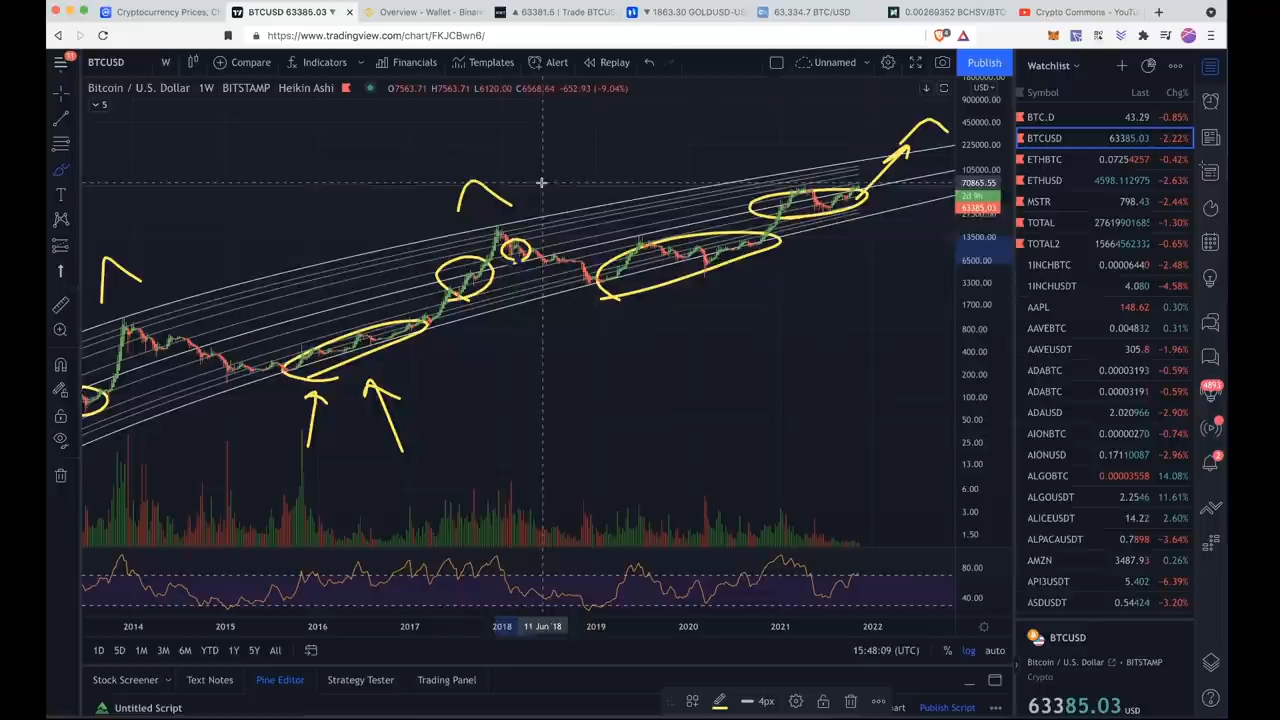 Cryptocurrency Prices, C
BTCUSD 63385.03 ▼
Overview - Wallet - Binan
▲ 63381.5 | Trade BTCUS
▼ 1863.30 GOLDUSD-US
63,334.7 BTC/USD
0.00269352 BCHSV/BTC
Crypto Commons - YouTu
https://www.tradingview.com/chart/FKJCBwn6/
11
BTCUSD W Compare Indicators Financials Templates Alert Replay Unnamed Publish
Bitcoin / U.S. Dollar 1W BITSTAMP Heikin Ashi O7563.71 H7563.71 L6120.00 C6568.64 −652.93 (−9.04%)
5
USD
900000.00
450000.00
225000.00
105000.00
70865.55
2d 9h
63385.03
13500.00
6500.00
3300.00
1700.00
800.00
400.00
200.00
100.00
50.00
25.00
13.00
6.00
3.00
1.50
80.00
40.00
2014 2015 2016 2017 2018 11 Jun '18 2019 2020 2021 2022
1D 5D 1M 3M 6M YTD 1Y 5Y All
15:48:09 (UTC) % log auto
Stock Screener Text Notes Pine Editor Strategy Tester Trading Panel
Untitled Script
4px
Publish Script
Watchlist
Symbol Last Chg%
BTC.D 43.29 −0.85%
BTCUSD 63385.03 −2.22%
ETHBTC 0.07254257 −0.42%
ETHUSD 4598.112975 −2.63%
MSTR 798.43 −2.44%
TOTAL 27619901685 −1.30%
TOTAL2 15664562332 −0.65%
1INCHBTC 0.00006440 −2.48%
1INCHUSDT 4.080 −4.58%
AAPL 148.62 0.30%
AAVEBTC 0.004832 0.31%
AAVEUSDT 305.8 −1.96%
ADABTC 0.00003193 −0.62%
ADABTC 0.00003191 −0.59%
ADAUSD 2.020966 −2.90%
AIONBTC 0.00000270 −0.74%
AIONUSD 0.17110087 −2.96%
ALGOBTC 0.00003558 14.08%
ALGOUSDT 2.2546 11.61%
ALICEUSDT 14.22 2.60%
ALPACAUSDT 0.7898 −3.64%
AMZN 3487.93 0.26%
API3USDT 5.402 −6.39%
ASDUSDT 0.54424 −3.20%
BTCUSD
Bitcoin / U.S. Dollar • BITSTAMP
Crypto
63385.03 USD
4893
2